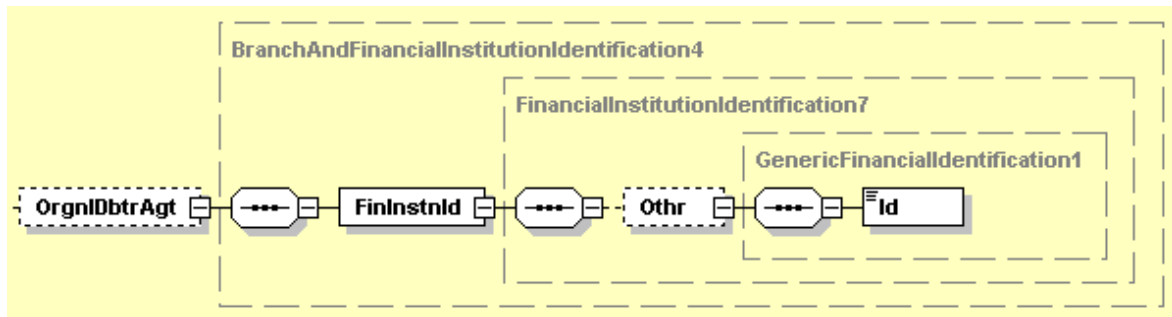 BranchAndFinancialInstitutionIdentification4
FinancialInstitutionIdentification7
GenericFinancialIdentification1
OrgnlDbtrAgt
FinInstnId
Othr
Id